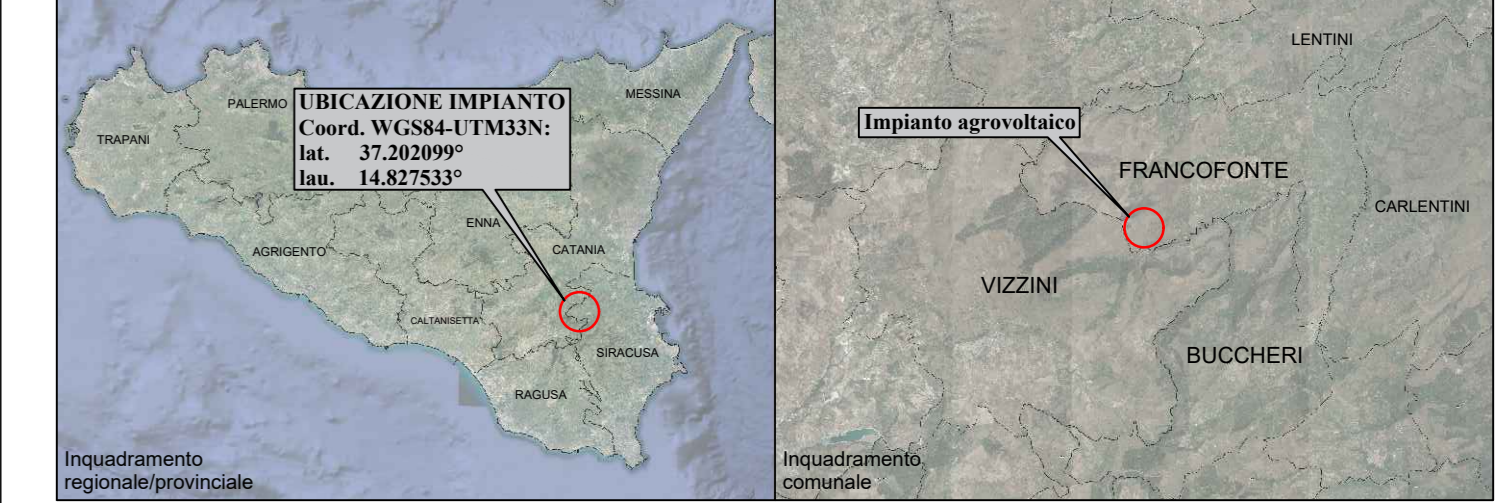 MESSINA
PALERMO
TRAPANI
UBICAZIONE IMPIANTO
Coord. WGS84-UTM33N:
lat. 37.202099°
lau. 14.827533°
ENNA
AGRIGENTO
CATANIA
CALTANISETTA
SIRACUSA
RAGUSA
Inquadramento
regionale/provinciale
LENTINI
Impianto agrovoltaico
FRANCOFONTE
CARLENTINI
VIZZINI
BUCCHERI
Inquadramento
comunale